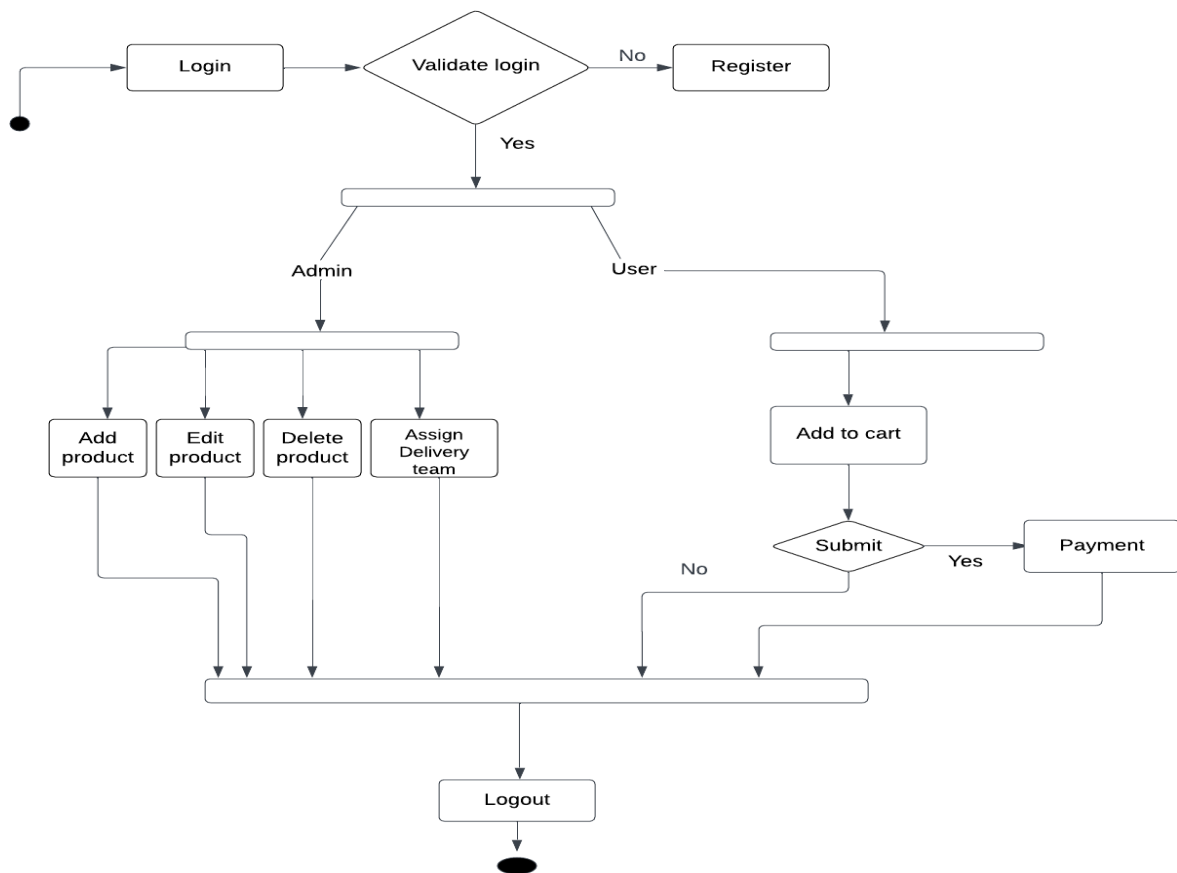 Login
Validate login
No
Register
Yes
Admin
User
Add
product
Edit
product
Delete
product
Assign
Delivery
team
Add to cart
Submit
Yes
Payment
No
Logout